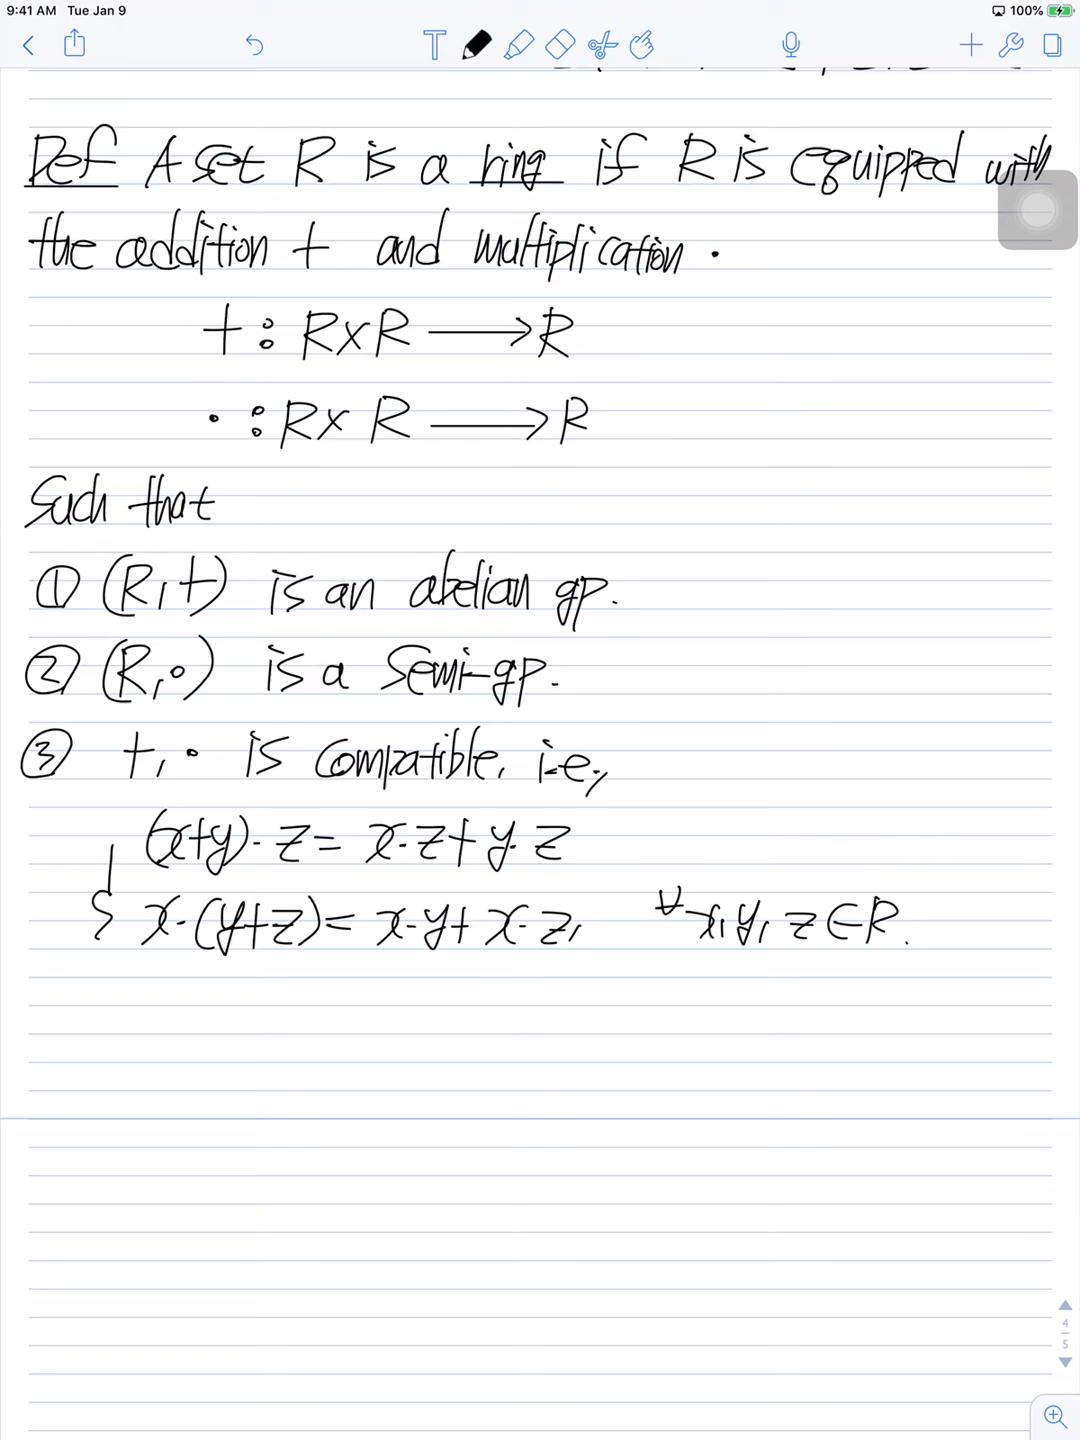 9:41 AM Tue Jan 9
100%
Def A set R is a ring if R is equipped with
the addition + and multiplication ·
+ : R×R ⟶ R
· : R×R ⟶ R
Such that
① (R,+) is an abelian gp.
② (R,·) is a Semi-gp.
③ +, · is compatible, i.e.,
(x+y)·z = x·z+y·z
x·(y+z) = x·y+x·z, ∀x,y,z∈R.
4
5